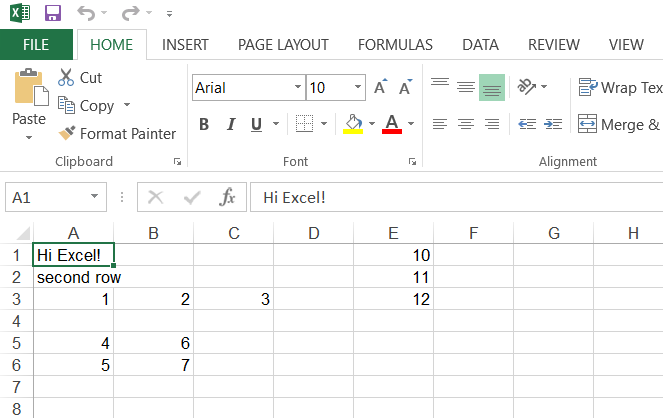 FILE HOME INSERT PAGE LAYOUT FORMULAS DATA REVIEW VIEW
Cut
Copy
Format Painter
Paste
Clipboard
Arial 10 A A
B I U A
Font
Wrap Tex
Merge &
Alignment
A1 fx Hi Excel!
A B C D E F G H
1 Hi Excel! 10
2 second row 11
3 1 2 3 12
4
5 4 6
6 5 7
7
8